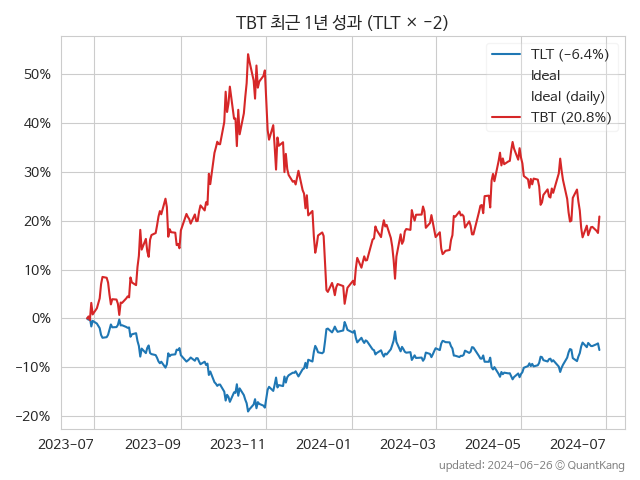 TBT 최근 1년 성과 (TLT × −2)
TLT (−6.4%)
Ideal
Ideal (daily)
TBT (20.8%)
50%
40%
30%
20%
10%
0%
−10%
−20%
2023-07 2023-09 2023-11 2024-01 2024-03 2024-05 2024-07
updated: 2024-06-26 ⓒ QuantKang